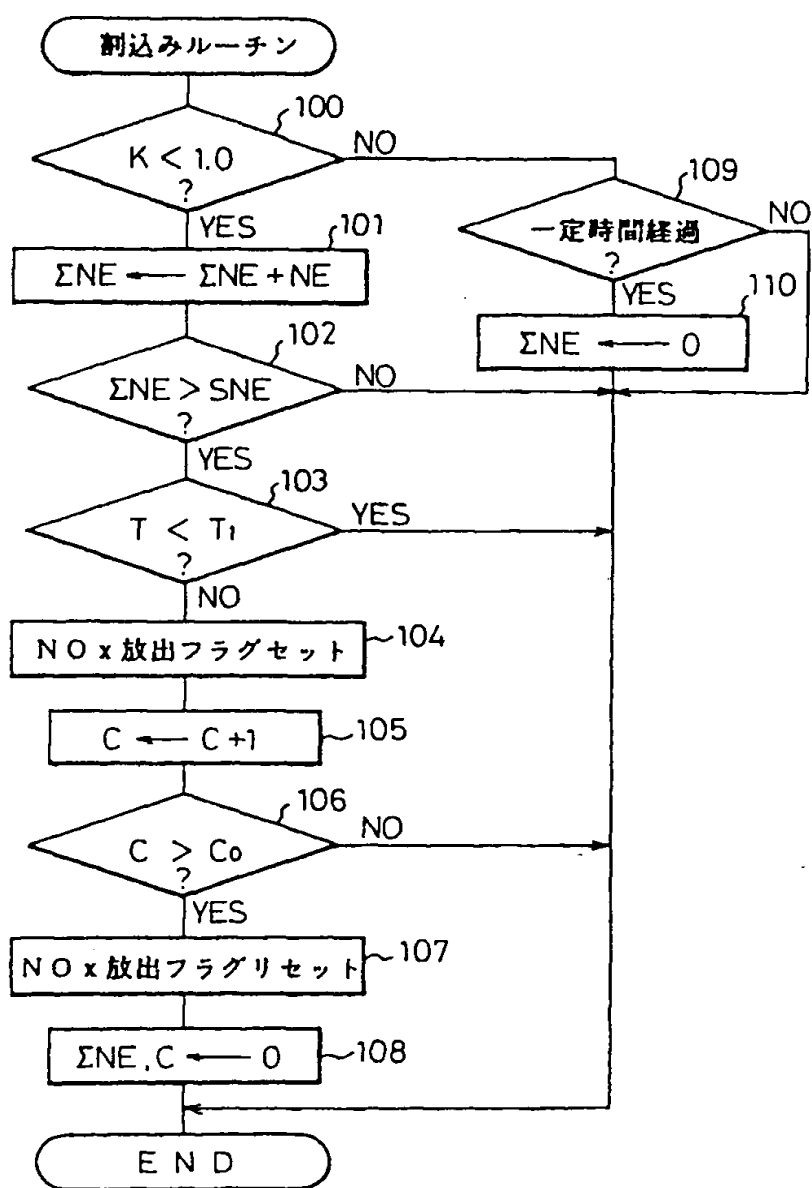 割込みルーチン
100
K < 1.0
?
NO
YES
109
一定時間経過
?
NO
YES
101
ΣNE ← ΣNE + NE
110
ΣNE ← 0
102
ΣNE > SNE
?
NO
YES
103
T < T₁
?
YES
NO
NOx放出フラグセット
104
C ← C+1
105
106
C > C₀
?
NO
YES
NOx放出フラグリセット
107
ΣNE, C ← 0
108
END